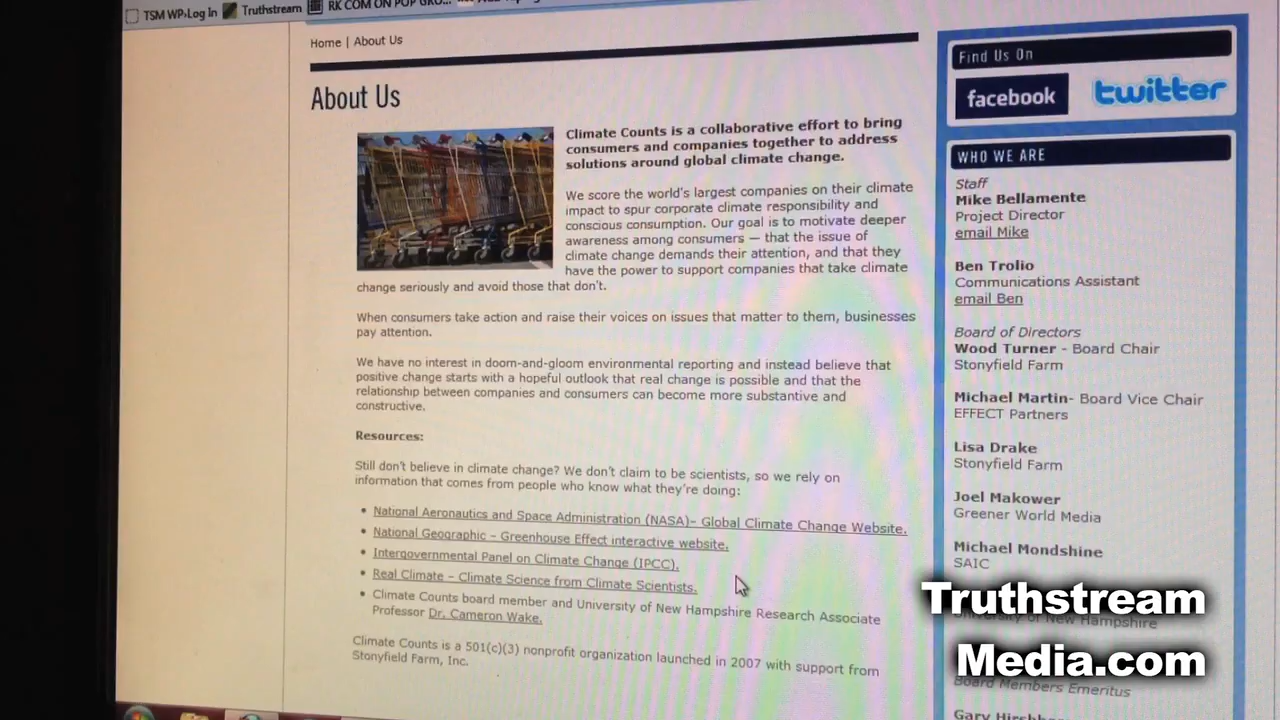 TSM WP›Log In
Truthstream
RK COM ON POP GRO...
Home | About Us
About Us
Climate Counts is a collaborative effort to bring
consumers and companies together to address
solutions around global climate change.
We score the world's largest companies on their climate
impact to spur corporate climate responsibility and
conscious consumption. Our goal is to motivate deeper
awareness among consumers — that the issue of
climate change demands their attention, and that they
have the power to support companies that take climate
change seriously and avoid those that don't.
When consumers take action and raise their voices on issues that matter to them, businesses
pay attention.
We have no interest in doom-and-gloom environmental reporting and instead believe that
positive change starts with a hopeful outlook that real change is possible and that the
relationship between companies and consumers can become more substantive and
constructive.
Resources:
Still don't believe in climate change? We don't claim to be scientists, so we rely on
information that comes from people who know what they're doing:
• National Aeronautics and Space Administration (NASA)– Global Climate Change Website.
• National Geographic – Greenhouse Effect interactive website.
• Intergovernmental Panel on Climate Change (IPCC).
• Real Climate – Climate Science from Climate Scientists.
• Climate Counts board member and University of New Hampshire Research Associate
Professor Dr. Cameron Wake.
Climate Counts is a 501(c)(3) nonprofit organization launched in 2007 with support from
Stonyfield Farm, Inc.
Find Us On
facebook
twitter
WHO WE ARE
Staff
Mike Bellamente
Project Director
email Mike
Ben Trolio
Communications Assistant
email Ben
Board of Directors
Wood Turner - Board Chair
Stonyfield Farm
Michael Martin- Board Vice Chair
EFFECT Partners
Lisa Drake
Stonyfield Farm
Joel Makower
Greener World Media
Michael Mondshine
SAIC
University of New Hampshire
Board Members Emeritus
Gary
Truthstream
Media.com